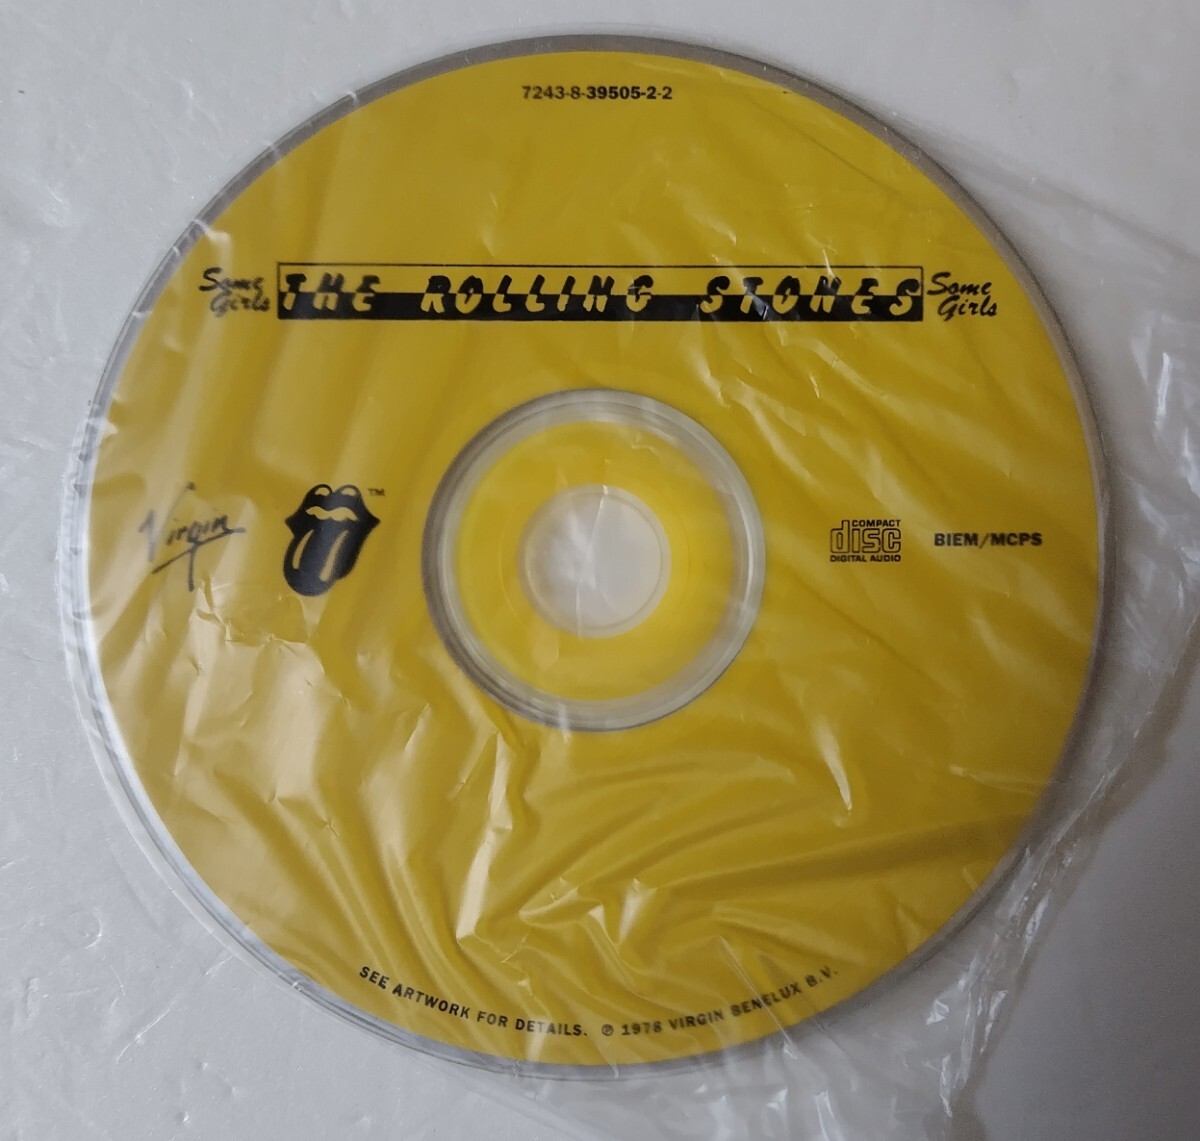 7243-8-39505-2-2
Some Girls THE ROLLING STONES Some Girls
Virgin
TM
COMPACT
disc
DIGITAL AUDIO
BIEM/MCPS
SEE ARTWORK FOR DETAILS. ℗ 1978 VIRGIN BENELUX B.V.